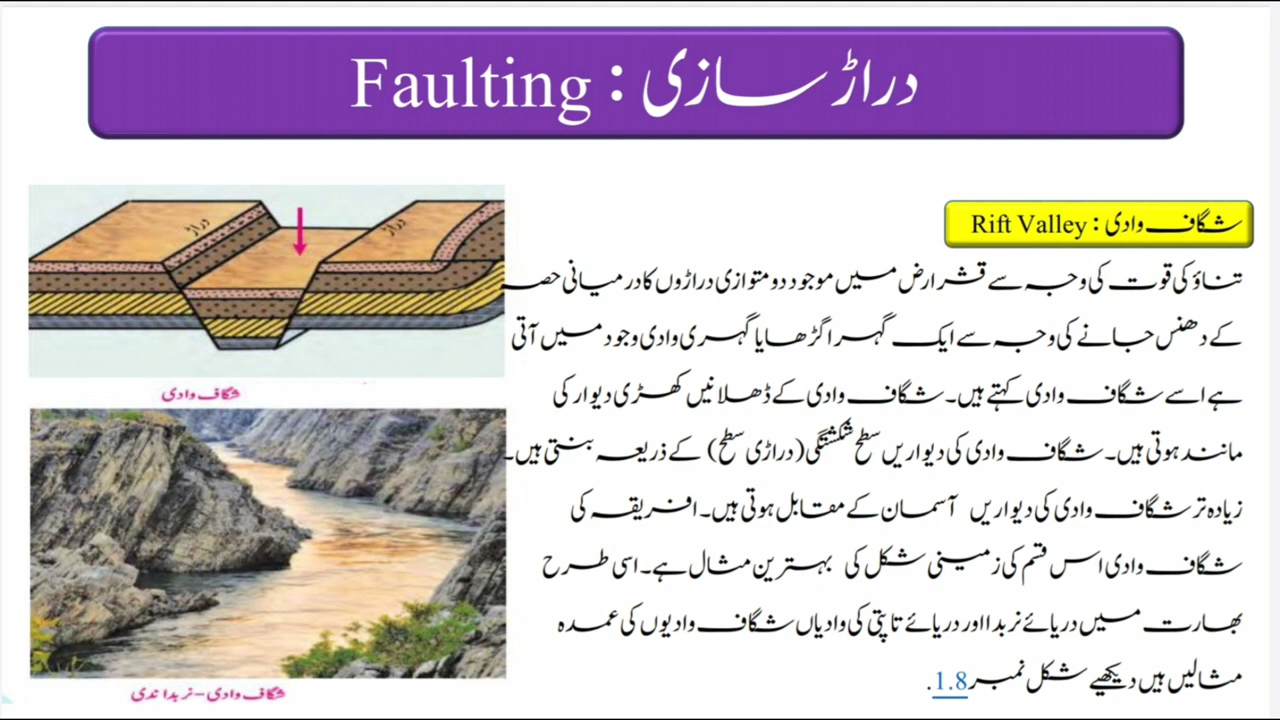 دراڑ سازی : Faulting
شگاف وادی : Rift Valley
تناؤ کی قوت کی وجہ سے قشر ارض میں موجود دو متوازی دراڑوں کا درمیانی حصہ
کے دھنس جانے کی وجہ سے ایک گہرا گڑھا یا گہری وادی وجود میں آتی
ہے اسے شگاف وادی کہتے ہیں۔ شگاف وادی کے ڈھلانیں کھڑی دیوار کی
مانند ہوتی ہیں۔ شگاف وادی کی دیواریں سطح شکستگی (دراڑی سطح) کے ذریعہ بنتی ہیں۔
زیادہ تر شگاف وادی کی دیواریں آسمان کے مقابل ہوتی ہیں۔ افریقہ کی
شگاف وادی اس قسم کی زمینی شکل کی بہترین مثال ہے۔ اسی طرح
بھارت میں دریائے نربدا اور دریائے تاپتی کی وادیاں شگاف وادیوں کی عمدہ
مثالیں ہیں دیکھیے شکل نمبر 1.8.
دراڑ
دراڑ
شگاف وادی
شگاف وادی - نربدا ندی